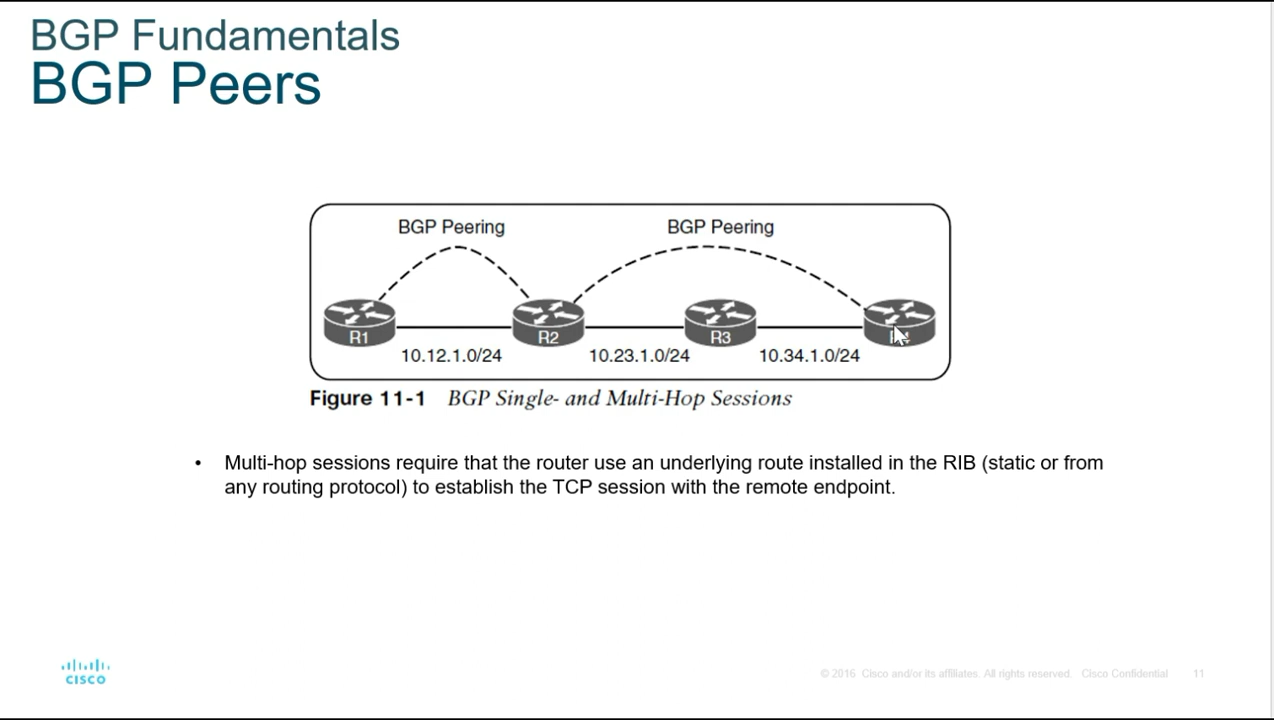 BGP Fundamentals
BGP Peers
BGP Peering BGP Peering
R1 R2 R3
10.12.1.0/24 10.23.1.0/24 10.34.1.0/24
Figure 11-1 BGP Single- and Multi-Hop Sessions
• Multi-hop sessions require that the router use an underlying route installed in the RIB (static or from
any routing protocol) to establish the TCP session with the remote endpoint.
CISCO
© 2016 Cisco and/or its affiliates. All rights reserved. Cisco Confidential 11